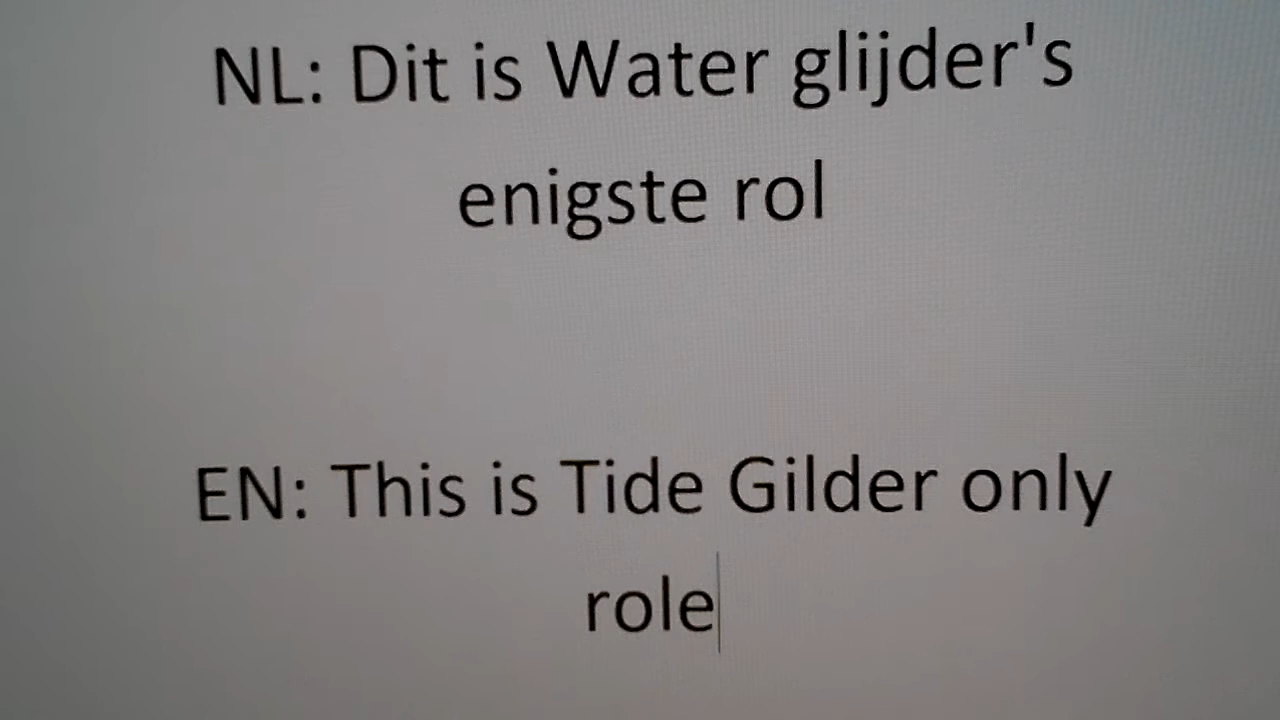 NL: Dit is Water glijder's
enigste rol
EN: This is Tide Gilder only
role